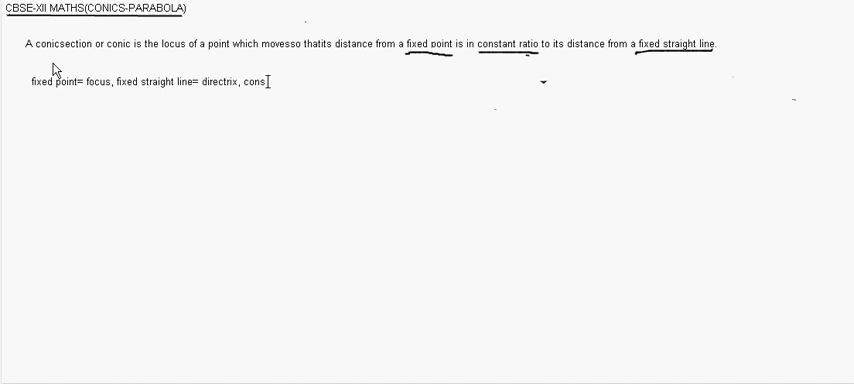 CBSE-XII MATHS(CONICS-PARABOLA)
A conicsection or conic is the locus of a point which movesso thatits distance from a fixed point is in constant ratio to its distance from a fixed straight line.
fixed point= focus, fixed straight line= directrix, cons